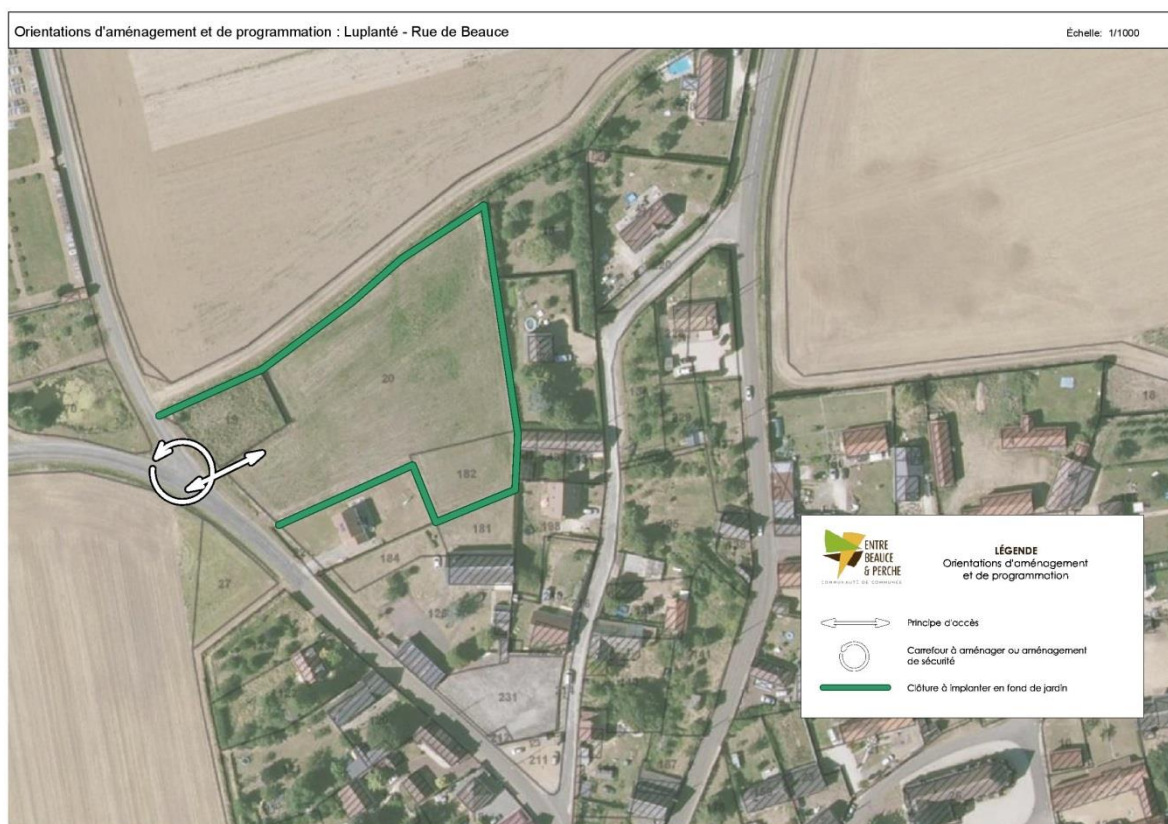 Orientations d'aménagement et de programmation : Luplanté - Rue de Beauce
Échelle: 1/1000
20
19
182
181
184
198
27
231
211
187
18
ENTRE
BEAUCE
& PERCHE
COMMUNAUTÉ DE COMMUNES
LÉGENDE
Orientations d'aménagement
et de programmation
Principe d'accès
Carrefour à aménager ou aménagement
de sécurité
Clôture à implanter en fond de jardin